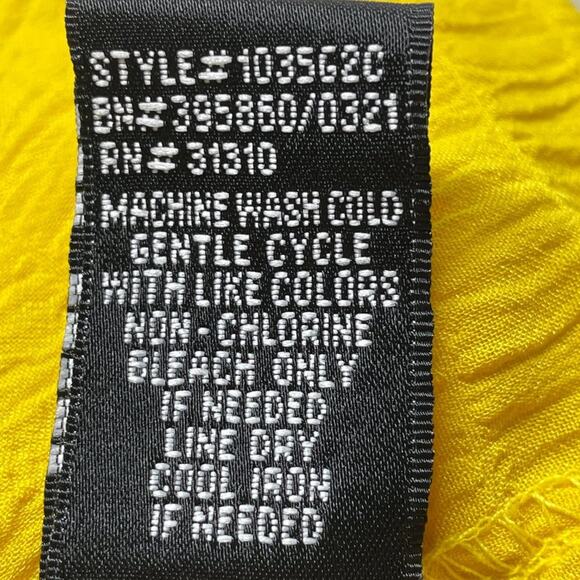 STYLE# 1035620
BN# 395860/0321
RN# 31310
MACHINE WASH COLD
GENTLE CYCLE
WITH LIKE COLORS
NON-CHLORINE
BLEACH ONLY
IF NEEDED
LINE DRY
COOL IRON
IF NEEDED